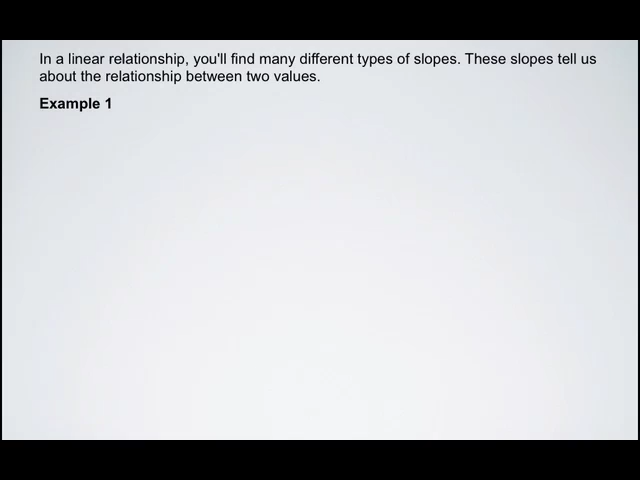 In a linear relationship, you'll find many different types of slopes. These slopes tell us
about the relationship between two values.
Example 1